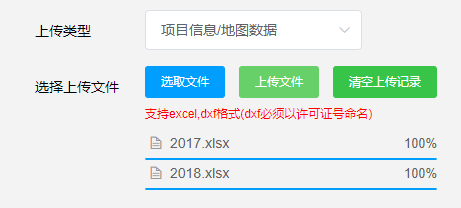 上传类型 项目信息/地图数据
选择上传文件 选取文件 上传文件 清空上传记录
支持excel,dxf格式(dxf必须以许可证号命名)
2017.xlsx 100%
2018.xlsx 100%